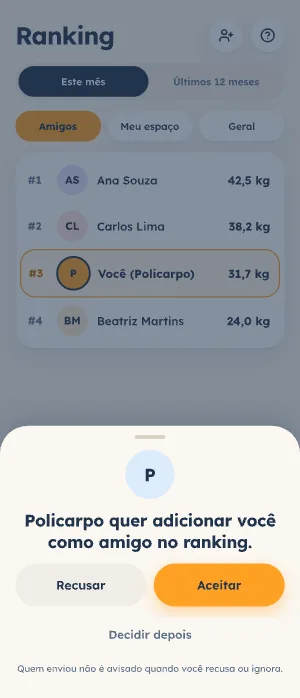 Ranking
Este mês
Últimos 12 meses
Amigos
Meu espaço
Geral
#1 AS Ana Souza 42,5 kg
#2 CL Carlos Lima 38,2 kg
#3 P Você (Policarpo) 31,7 kg
#4 BM Beatriz Martins 24,0 kg
P
Policarpo quer adicionar você
como amigo no ranking.
Recusar
Aceitar
Decidir depois
Quem enviou não é avisado quando você recusa ou ignora.